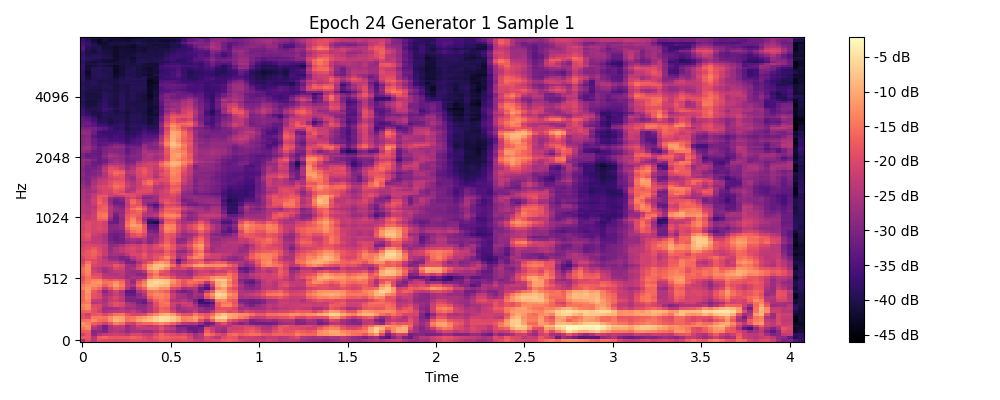 Epoch 24 Generator 1 Sample 1
Hz
4096
2048
1024
512
0
0 0.5 1 1.5 2 2.5 3 3.5 4
Time
-5 dB
-10 dB
-15 dB
-20 dB
-25 dB
-30 dB
-35 dB
-40 dB
-45 dB